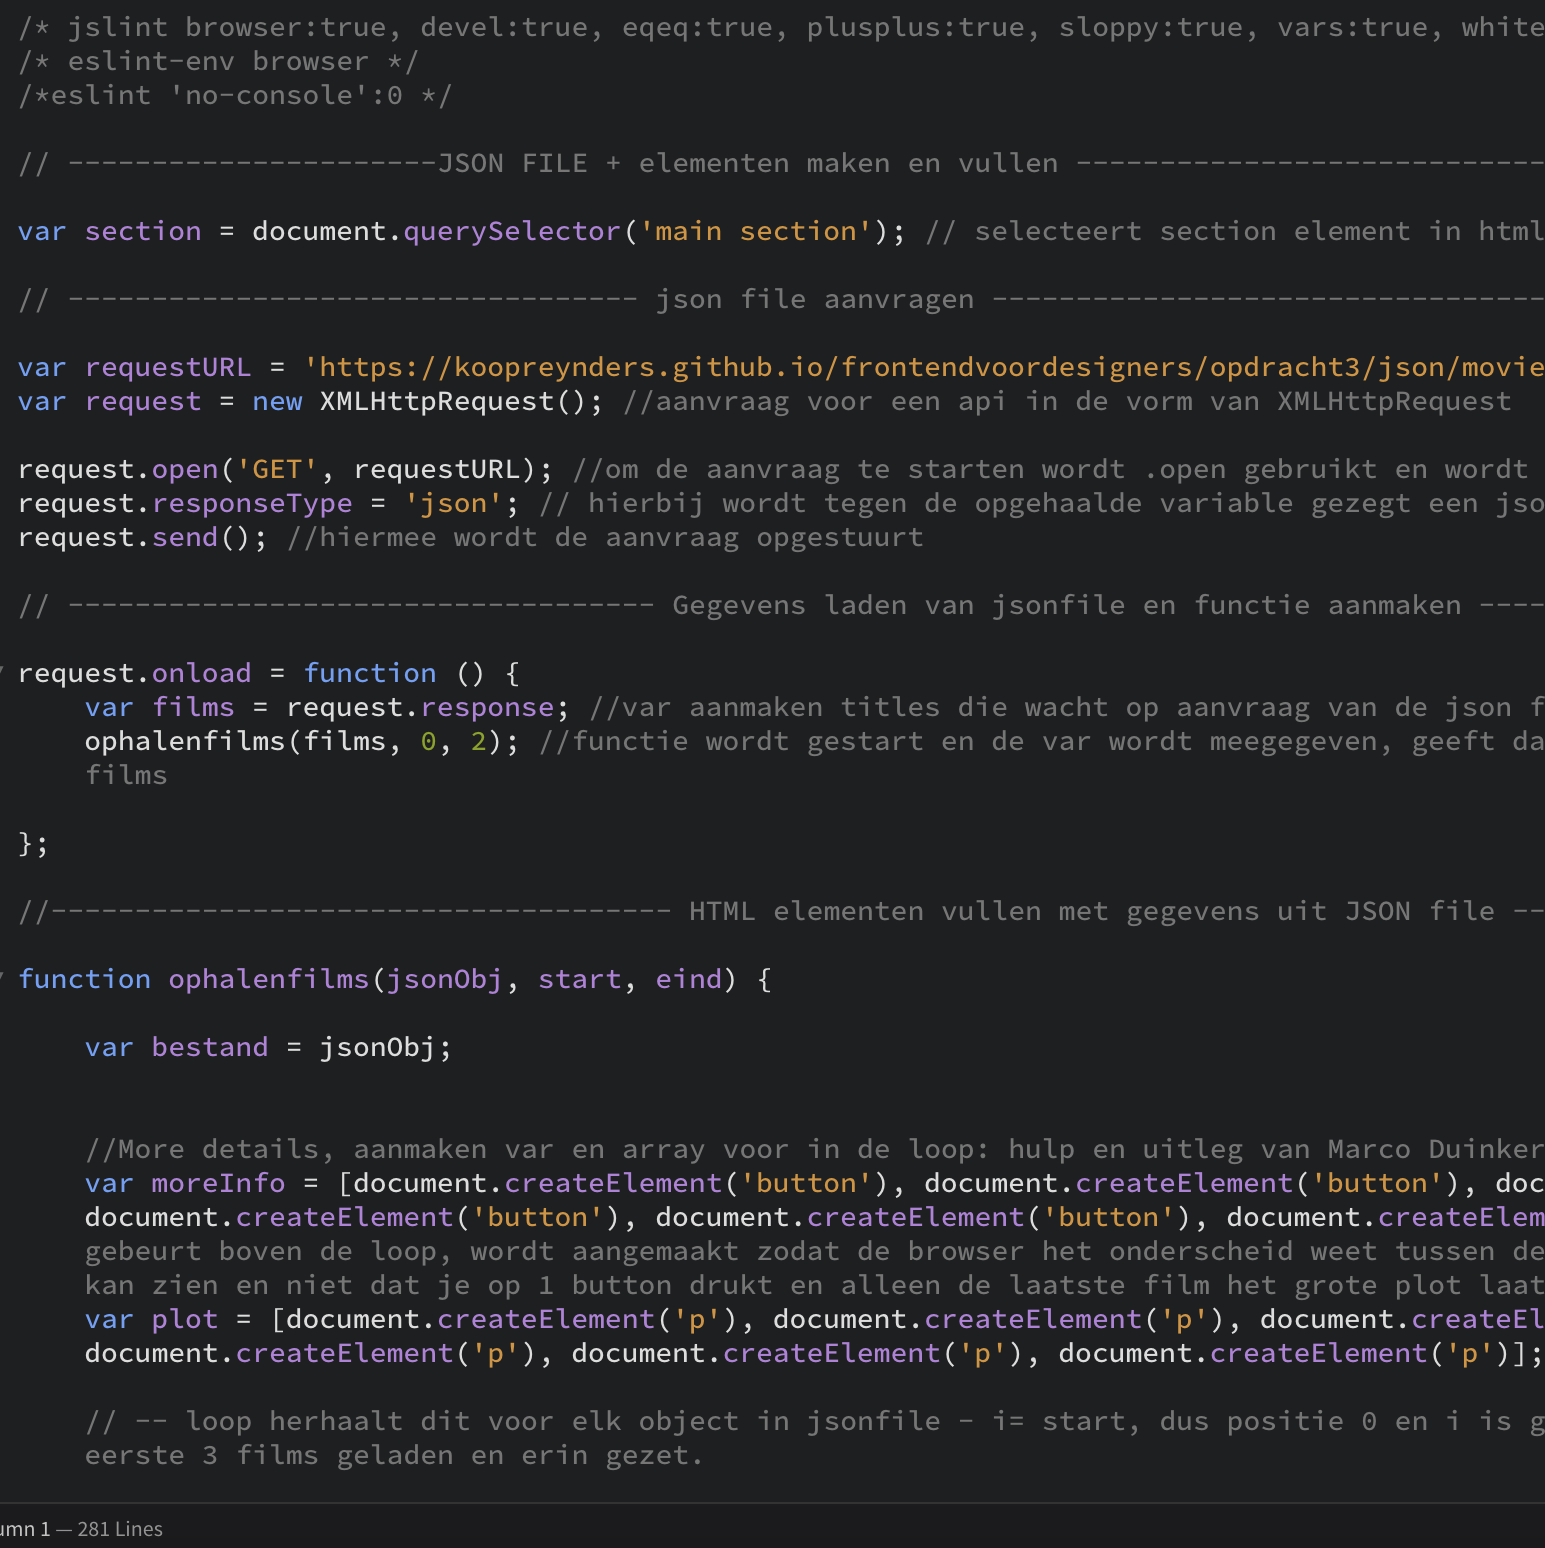 /* jslint browser:true, devel:true, eqeq:true, plusplus:true, sloppy:true, vars:true, white
/* eslint-env browser */
/*eslint 'no-console':0 */
// ----------------------JSON FILE + elementen maken en vullen ----------------------------
var section = document.querySelector('main section'); // selecteert section element in html
// ---------------------------------- json file aanvragen ---------------------------------
var requestURL = 'https://koopreynders.github.io/frontendvoordesigners/opdracht3/json/movie
var request = new XMLHttpRequest(); //aanvraag voor een api in de vorm van XMLHttpRequest
request.open('GET', requestURL); //om de aanvraag te starten wordt .open gebruikt en wordt
request.responseType = 'json'; // hierbij wordt tegen de opgehaalde variable gezegt een jso
request.send(); //hiermee wordt de aanvraag opgestuurt
// ----------------------------------- Gegevens laden van jsonfile en functie aanmaken ----
request.onload = function () {
var films = request.response; //var aanmaken titles die wacht op aanvraag van de json f
ophalenfilms(films, 0, 2); //functie wordt gestart en de var wordt meegegeven, geeft da
films
};
//------------------------------------- HTML elementen vullen met gegevens uit JSON file --
function ophalenfilms(jsonObj, start, eind) {
var bestand = jsonObj;
//More details, aanmaken var en array voor in de loop: hulp en uitleg van Marco Duinker
var moreInfo = [document.createElement('button'), document.createElement('button'), doc
document.createElement('button'), document.createElement('button'), document.createElem
gebeurt boven de loop, wordt aangemaakt zodat de browser het onderscheid weet tussen de
kan zien en niet dat je op 1 button drukt en alleen de laatste film het grote plot laat
var plot = [document.createElement('p'), document.createElement('p'), document.createEl
document.createElement('p'), document.createElement('p'), document.createElement('p')];
// -- loop herhaalt dit voor elk object in jsonfile - i= start, dus positie 0 en i is g
eerste 3 films geladen en erin gezet.
umn 1 — 281 Lines